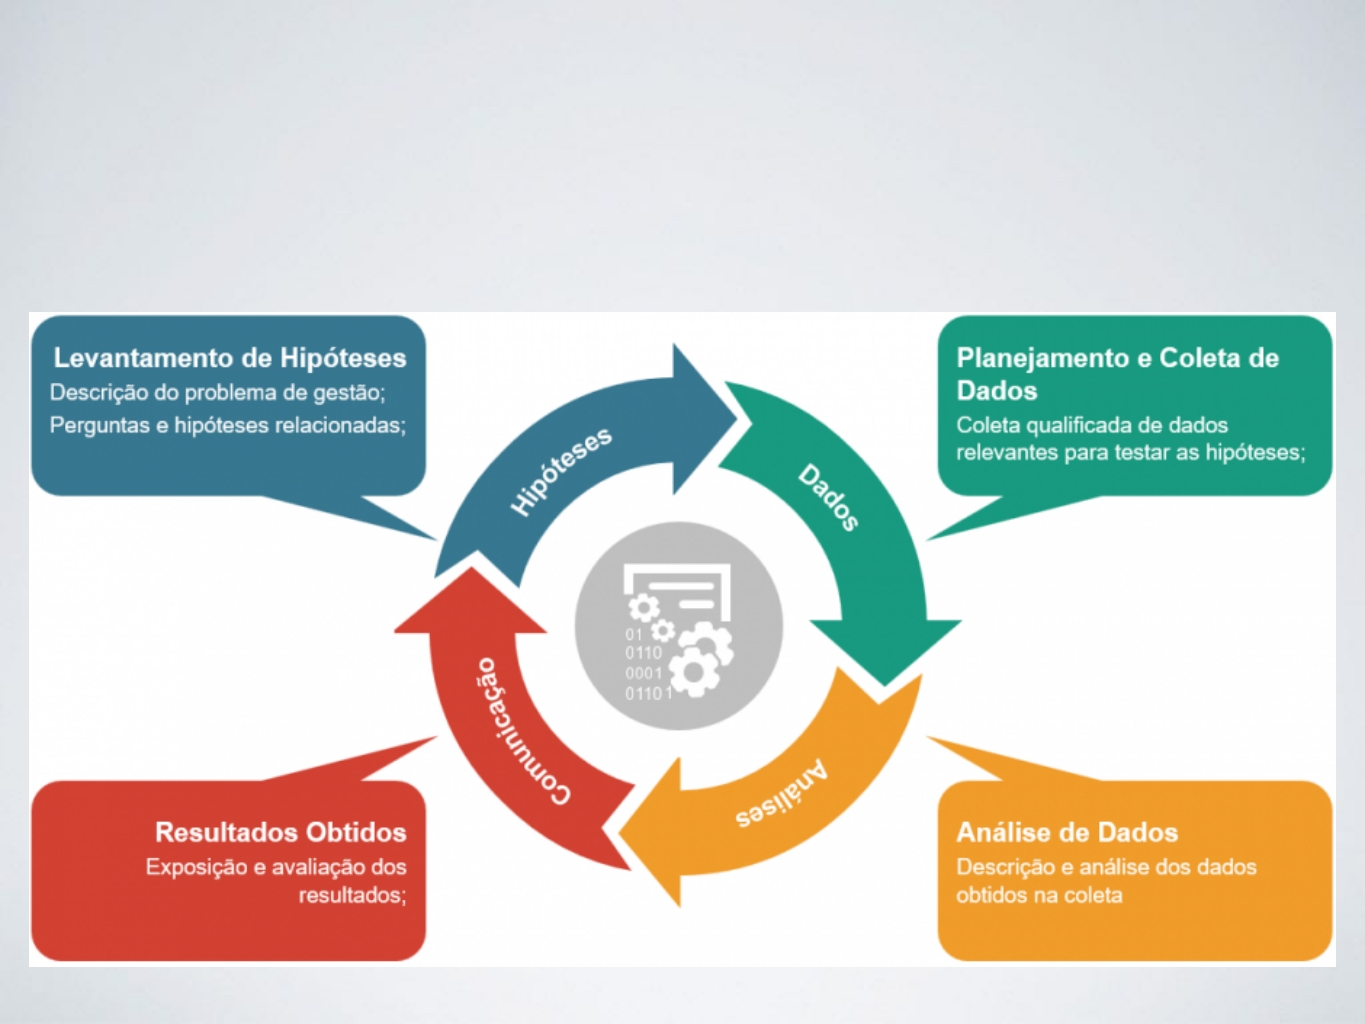 Levantamento de Hipóteses
Descrição do problema de gestão;
Perguntas e hipóteses relacionadas;
Planejamento e Coleta de
Dados
Coleta qualificada de dados
relevantes para testar as hipóteses;
Hipóteses
Dados
01
0110
0001
01101
Comunicação
Análises
Resultados Obtidos
Exposição e avaliação dos
resultados;
Análise de Dados
Descrição e análise dos dados
obtidos na coleta